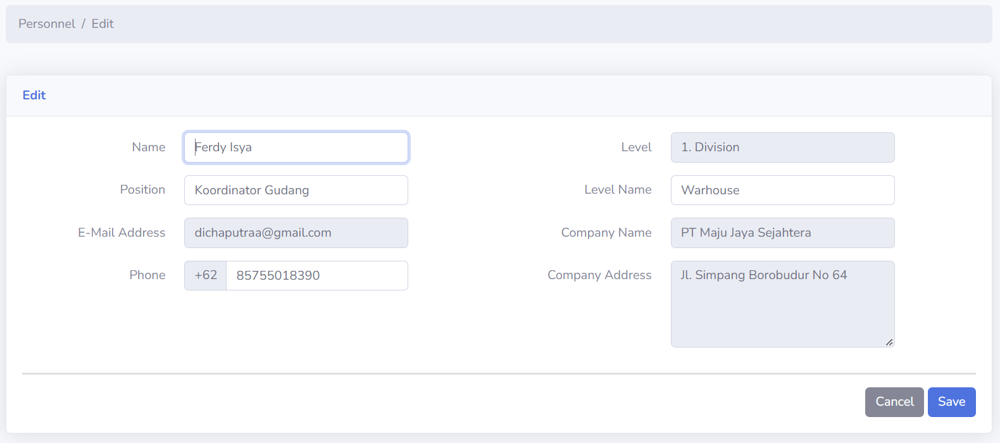 Personnel / Edit
Edit
Name Ferdy Isya
Position Koordinator Gudang
E-Mail Address dichaputraa@gmail.com
Phone +62 85755018390
Level 1. Division
Level Name Warhouse
Company Name PT Maju Jaya Sejahtera
Company Address Jl. Simpang Borobudur No 64
Cancel Save